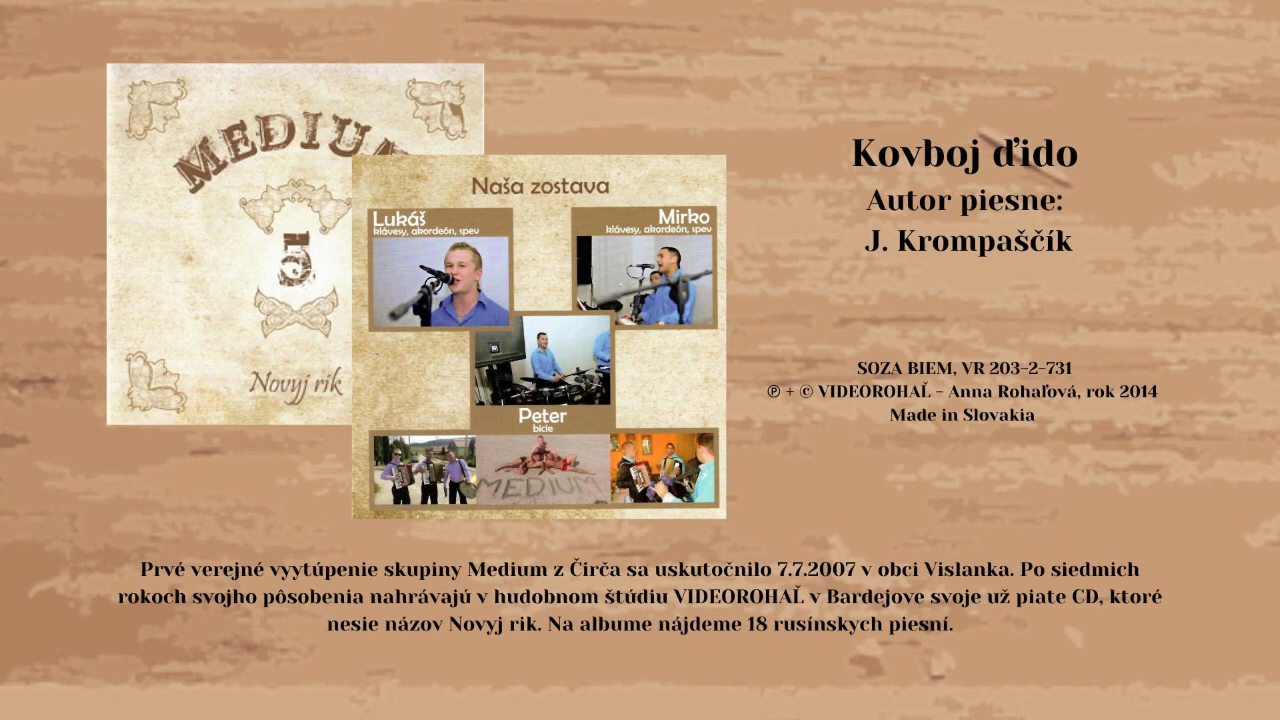 MEDIUM
5
Novyj rik
Naša zostava
Lukáš
klávesy, akordeón, spev
Mirko
klávesy, akordeón, spev
Peter
bicie
MEDIUM
Kovboj ďido
Autor piesne:
J. Krompaščík
SOZA BIEM, VR 203-2-731
℗ + © VIDEOROHAĽ - Anna Rohaľová, rok 2014
Made in Slovakia
Prvé verejné vyytúpenie skupiny Medium z Čirča sa uskutočnilo 7.7.2007 v obci Vislanka. Po siedmich
rokoch svojho pôsobenia nahrávajú v hudobnom štúdiu VIDEOROHAĽ v Bardejove svoje už piate CD, ktoré
nesie názov Novyj rik. Na albume nájdeme 18 rusínskych piesní.